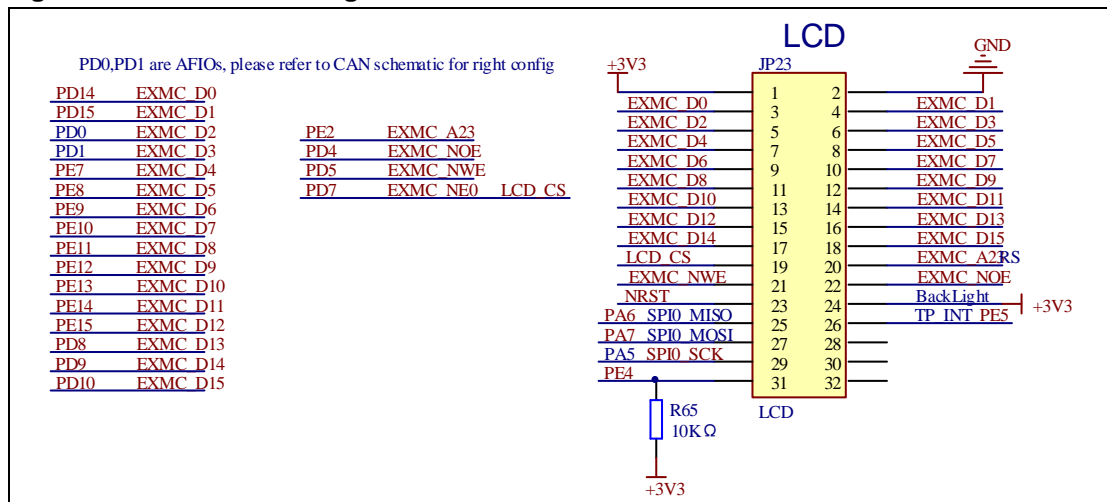 LCD
PD0,PD1 are AFIOs, please refer to CAN schematic for right config
PD14 EXMC_D0
PD15 EXMC_D1
PD0 EXMC_D2
PD1 EXMC_D3
PE7 EXMC_D4
PE8 EXMC_D5
PE9 EXMC_D6
PE10 EXMC_D7
PE11 EXMC_D8
PE12 EXMC_D9
PE13 EXMC_D10
PE14 EXMC_D11
PE15 EXMC_D12
PD8 EXMC_D13
PD9 EXMC_D14
PD10 EXMC_D15
PE2 EXMC_A23
PD4 EXMC_NOE
PD5 EXMC_NWE
PD7 EXMC_NE0 LCD_CS
+3V3 JP23 GND
1 2
EXMC_D0 3 4 EXMC_D1
EXMC_D2 5 6 EXMC_D3
EXMC_D4 7 8 EXMC_D5
EXMC_D6 9 10 EXMC_D7
EXMC_D8 11 12 EXMC_D9
EXMC_D10 13 14 EXMC_D11
EXMC_D12 15 16 EXMC_D13
EXMC_D14 17 18 EXMC_D15
LCD_CS 19 20 EXMC_A23 RS
EXMC_NWE 21 22 EXMC_NOE
NRST 23 24 BackLight +3V3
PA6 SPI0_MISO 25 26 TP_INT PE5
PA7 SPI0_MOSI 27 28
PA5 SPI0_SCK 29 30
PE4 31 32
LCD
R65
10KΩ
+3V3